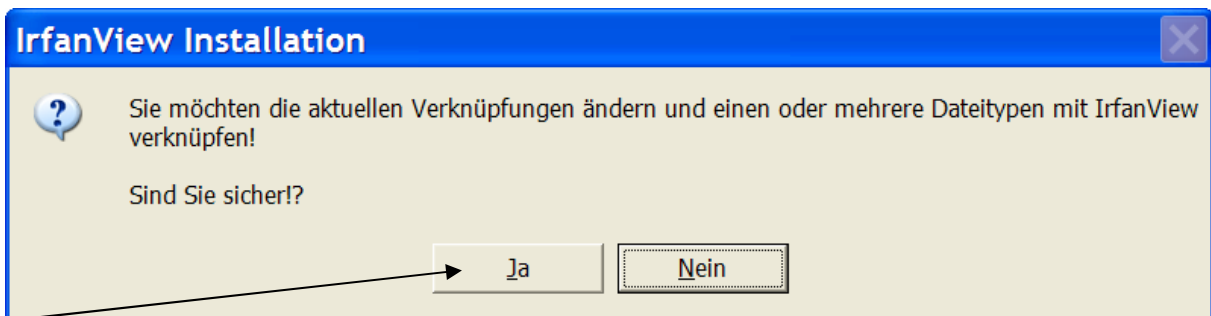 IrfanView Installation
Sie möchten die aktuellen Verknüpfungen ändern und einen oder mehrere Dateitypen mit IrfanView
verknüpfen!
Sind Sie sicher!?
Ja
Nein